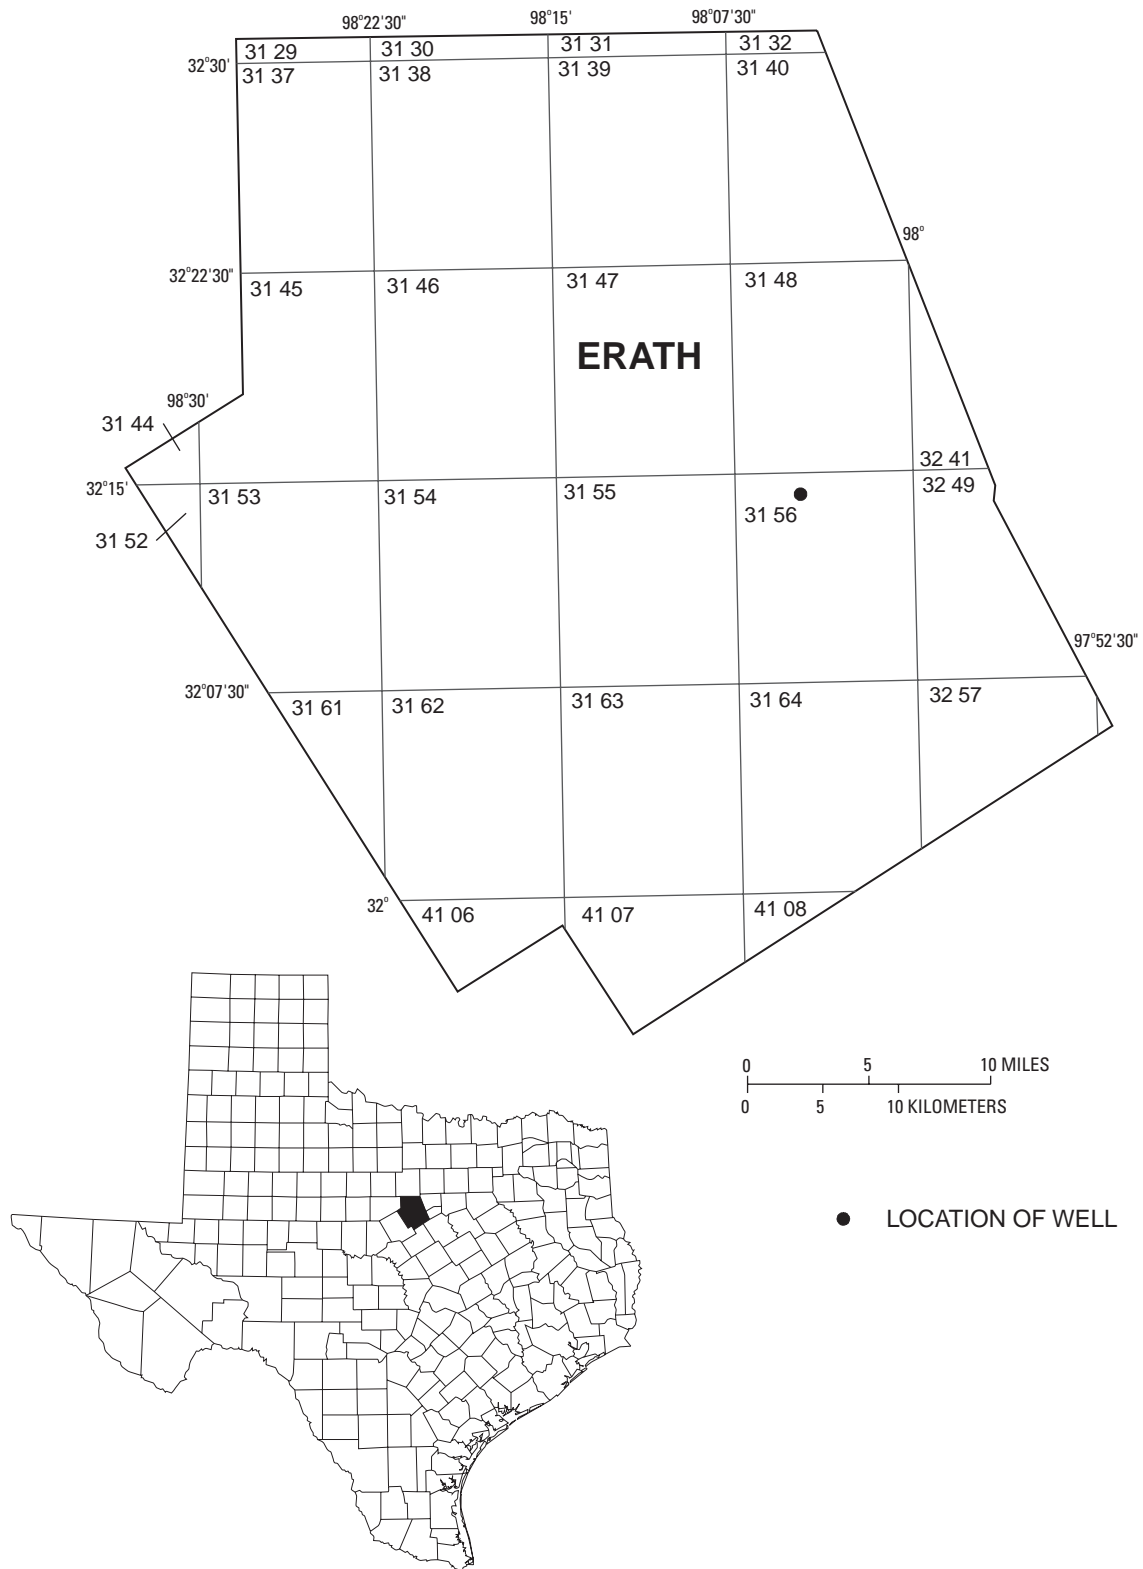 98°22'30" 98°15' 98°07'30"
31 29 31 30 31 31 31 32
32°30'
31 37 31 38 31 39 31 40
98°
32°22'30"
31 45 31 46 31 47 31 48
ERATH
98°30'
31 44
32 41
32°15'
31 53 31 54 31 55 32 49
31 56
31 52
97°52'30"
32°07'30"
31 61 31 62 31 63 31 64 32 57
32°
41 06 41 07 41 08
0 5 10 MILES
0 5 10 KILOMETERS
LOCATION OF WELL